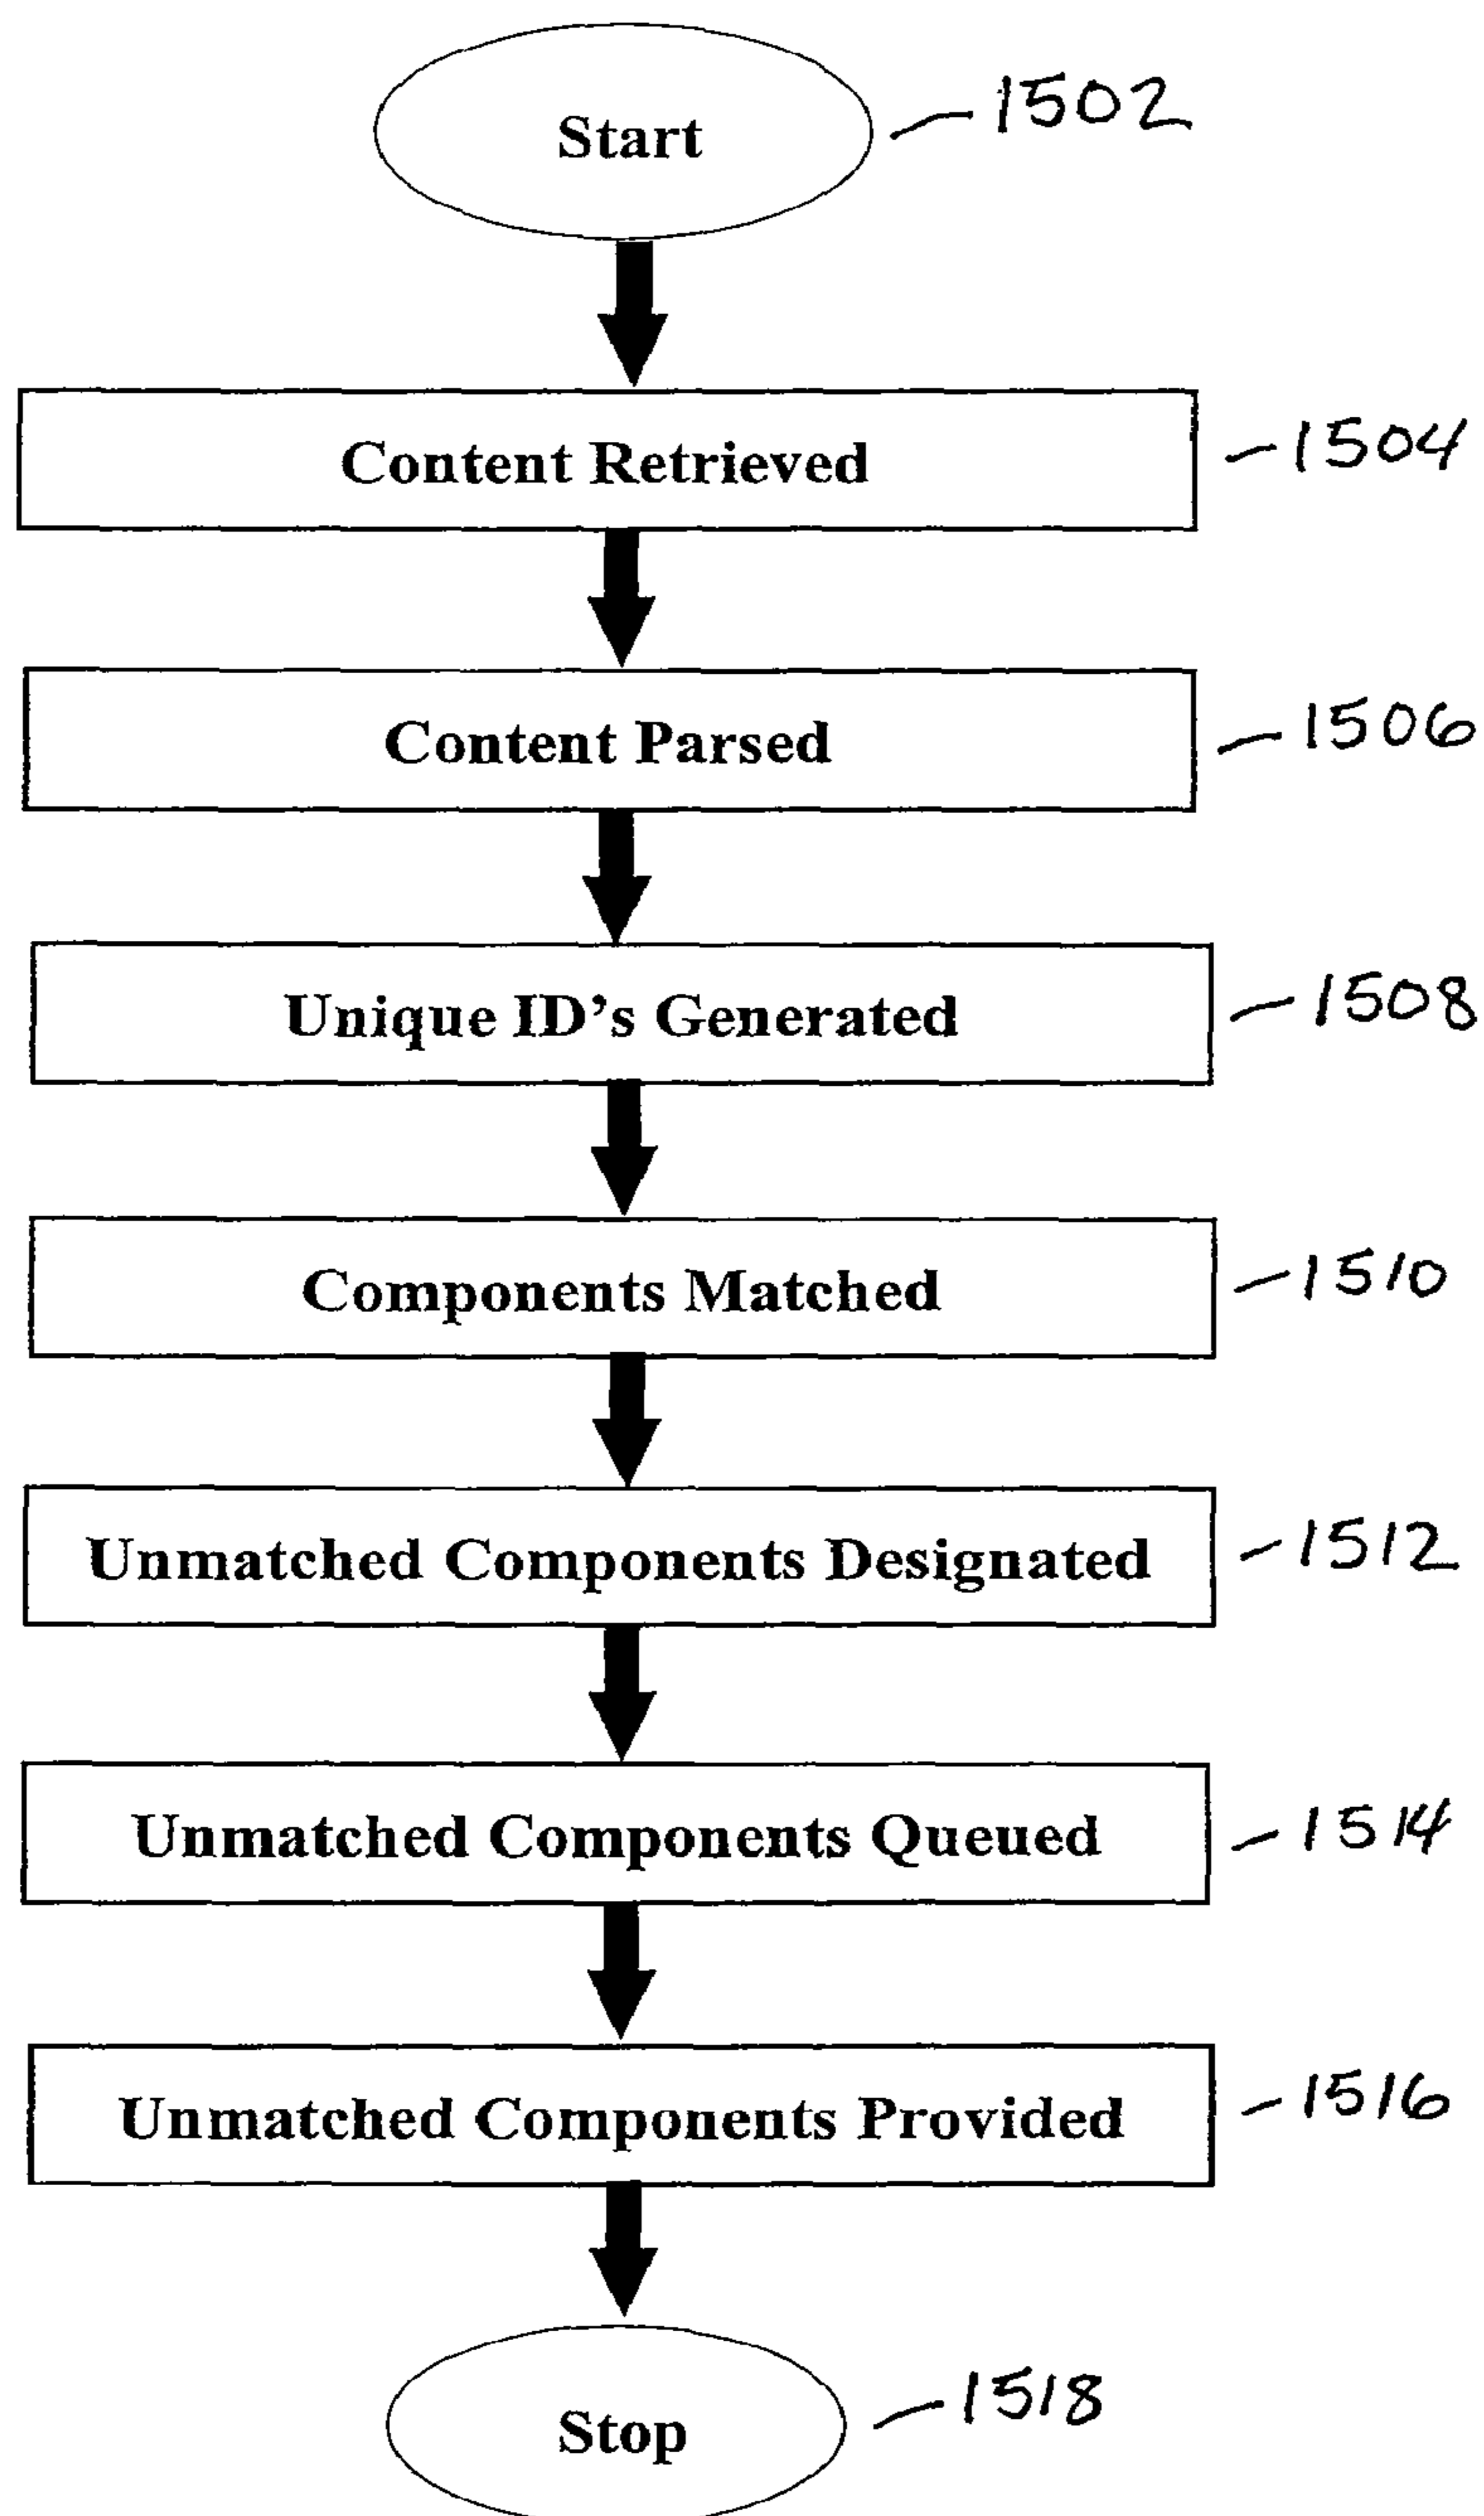 Start 1502
Content Retrieved 1504
Content Parsed 1506
Unique ID's Generated 1508
Components Matched 1510
Unmatched Components Designated 1512
Unmatched Components Queued 1514
Unmatched Components Provided 1516
Stop 1518